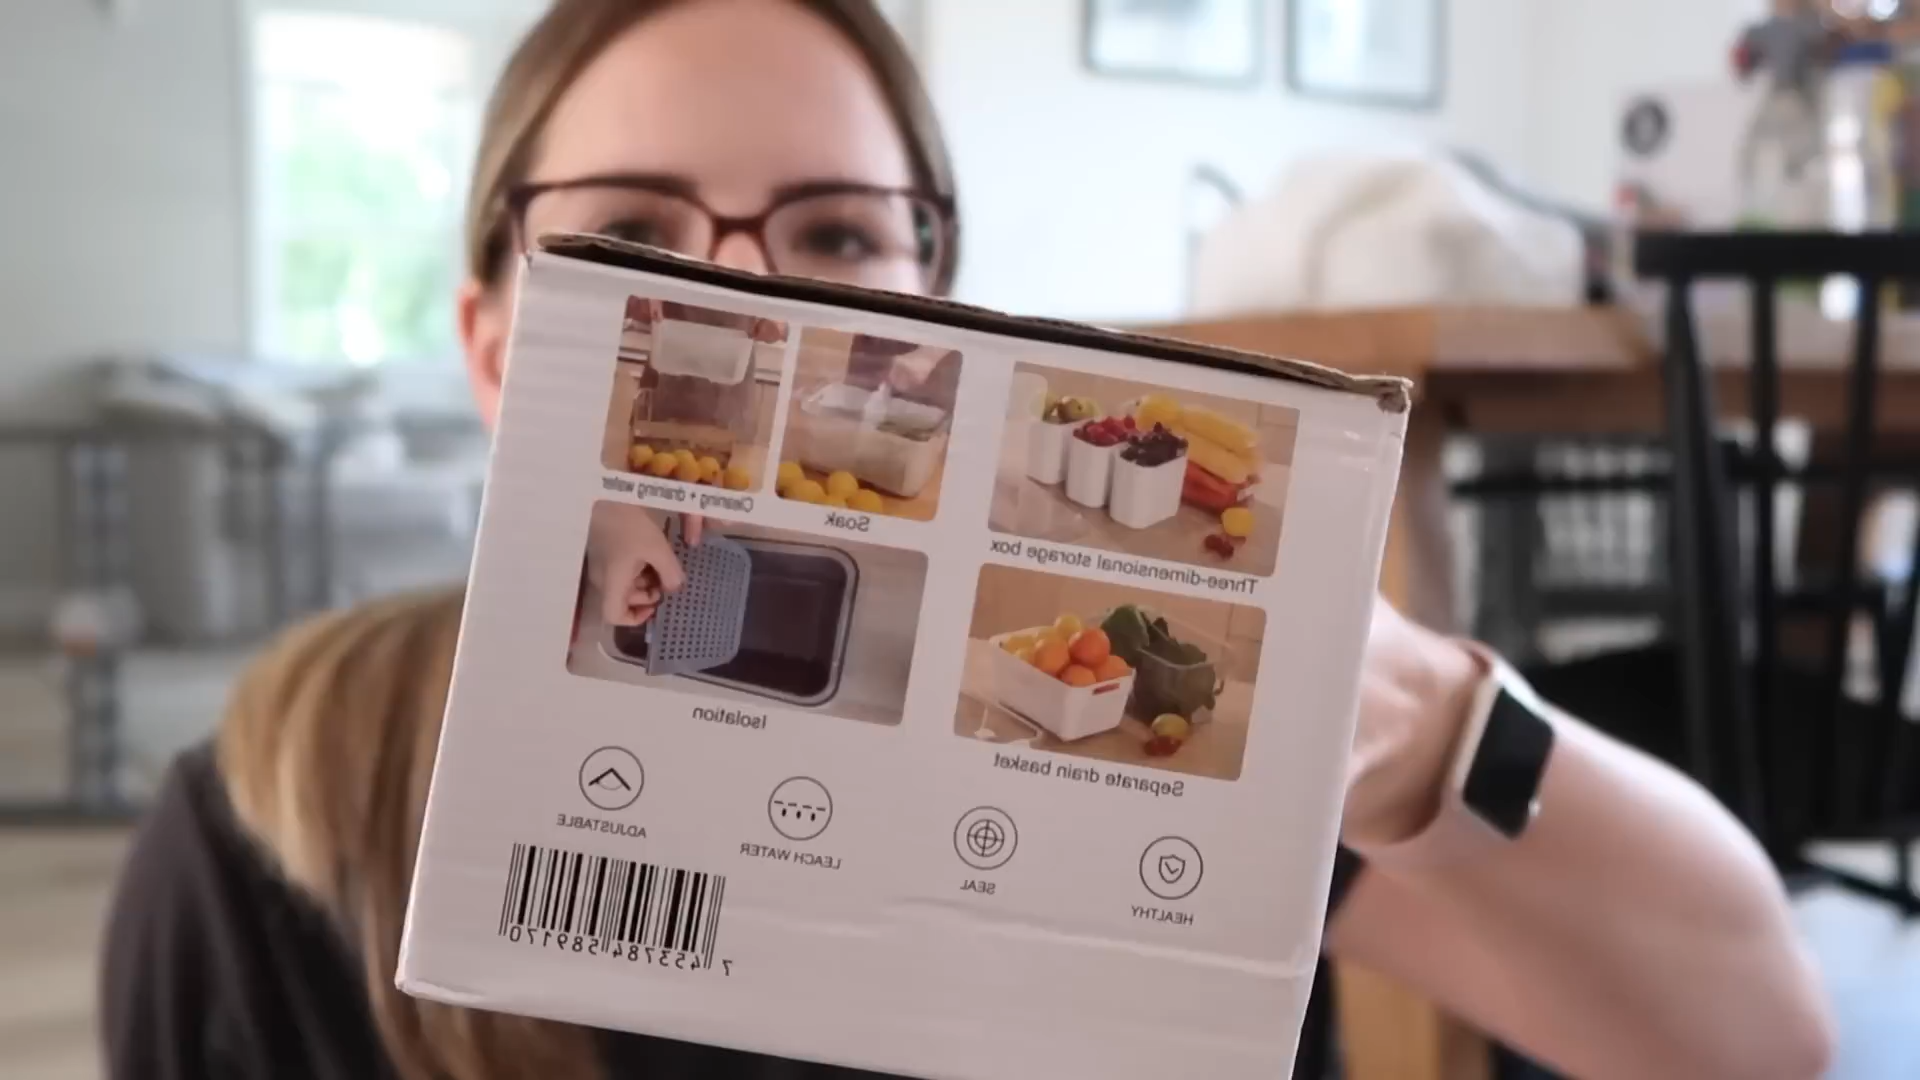 Three-dimensional storage box
Soak
Cleaning + draining water
Separate drain basket
Isolation
HEALTHY
SEAL
LEACH WATER
ADJUSTABLE
7 453784 589170